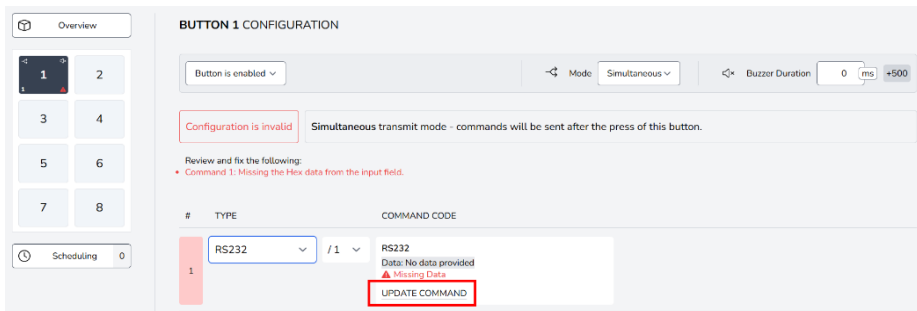 Overview
BUTTON 1 CONFIGURATION
1
1
2
3
4
5
6
7
8
Scheduling 0
Button is enabled
Mode Simultaneous
Buzzer Duration 0 ms +500
Configuration is invalid
Simultaneous transmit mode - commands will be sent after the press of this button.
Review and fix the following:
• Command 1: Missing the Hex data from the input field.
# TYPE COMMAND CODE
1 RS232 / 1
RS232
Data: No data provided
Missing Data
UPDATE COMMAND